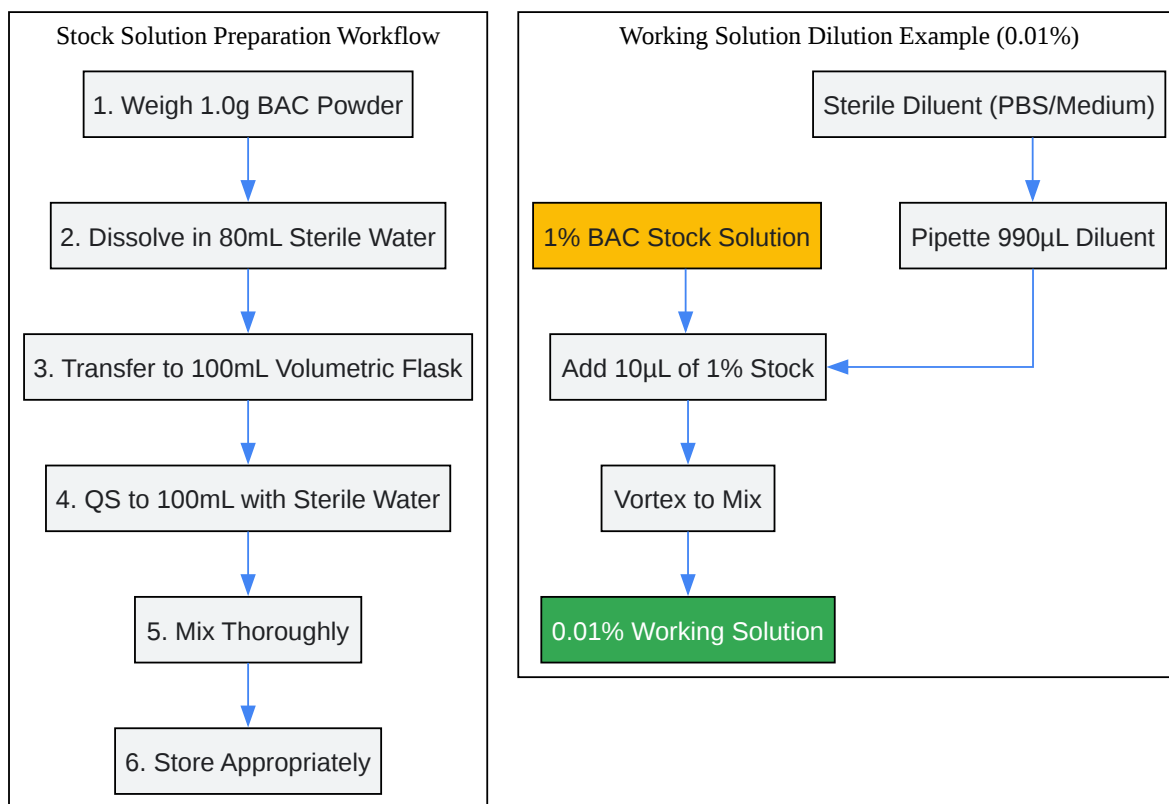 Stock Solution Preparation Workflow
1. Weigh 1.0g BAC Powder
2. Dissolve in 80mL Sterile Water
3. Transfer to 100mL Volumetric Flask
4. QS to 100mL with Sterile Water
5. Mix Thoroughly
6. Store Appropriately
Working Solution Dilution Example (0.01%)
Sterile Diluent (PBS/Medium)
1% BAC Stock Solution
Pipette 990µL Diluent
Add 10µL of 1% Stock
Vortex to Mix
0.01% Working Solution